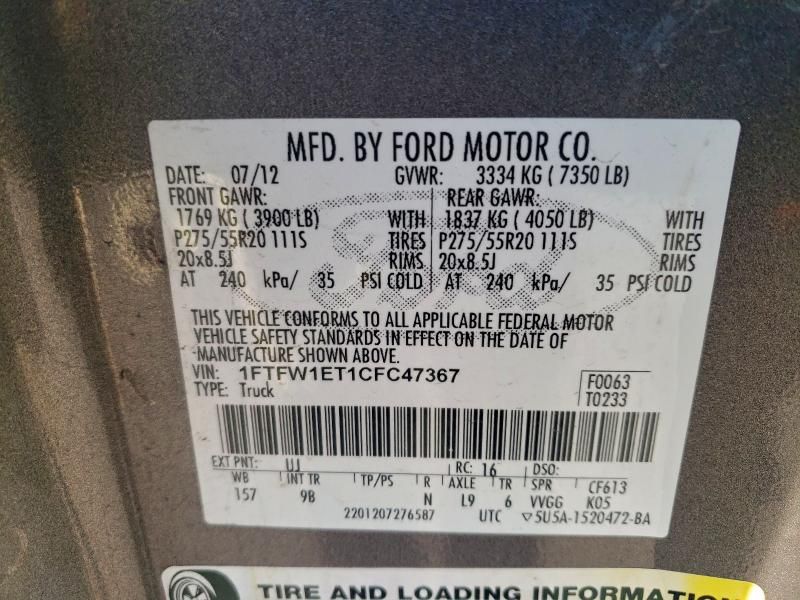 MFD. BY FORD MOTOR CO.
DATE: 07/12 GVWR: 3334 KG ( 7350 LB)
FRONT GAWR: REAR GAWR:
1769 KG ( 3900 LB) WITH 1837 KG ( 4050 LB) WITH
P275/55R20 111S TIRES P275/55R20 111S TIRES
20x8.5J RIMS 20x8.5J RIMS
AT 240 kPa/ 35 PSI COLD AT 240 kPa/ 35 PSI COLD
THIS VEHICLE CONFORMS TO ALL APPLICABLE FEDERAL MOTOR
VEHICLE SAFETY STANDARDS IN EFFECT ON THE DATE OF
MANUFACTURE SHOWN ABOVE.
VIN: 1FTFW1ET1CFC47367
TYPE: Truck
F0063
T0233
EXT PNT: UJ RC: 16 DSO:
WB INT TR TP/PS R AXLE TR SPR CF613
157 9B N L9 6 VVGG K05
2201207276587 UTC ▽5U5A-1520472-BA
TIRE AND LOADING INFORMATION